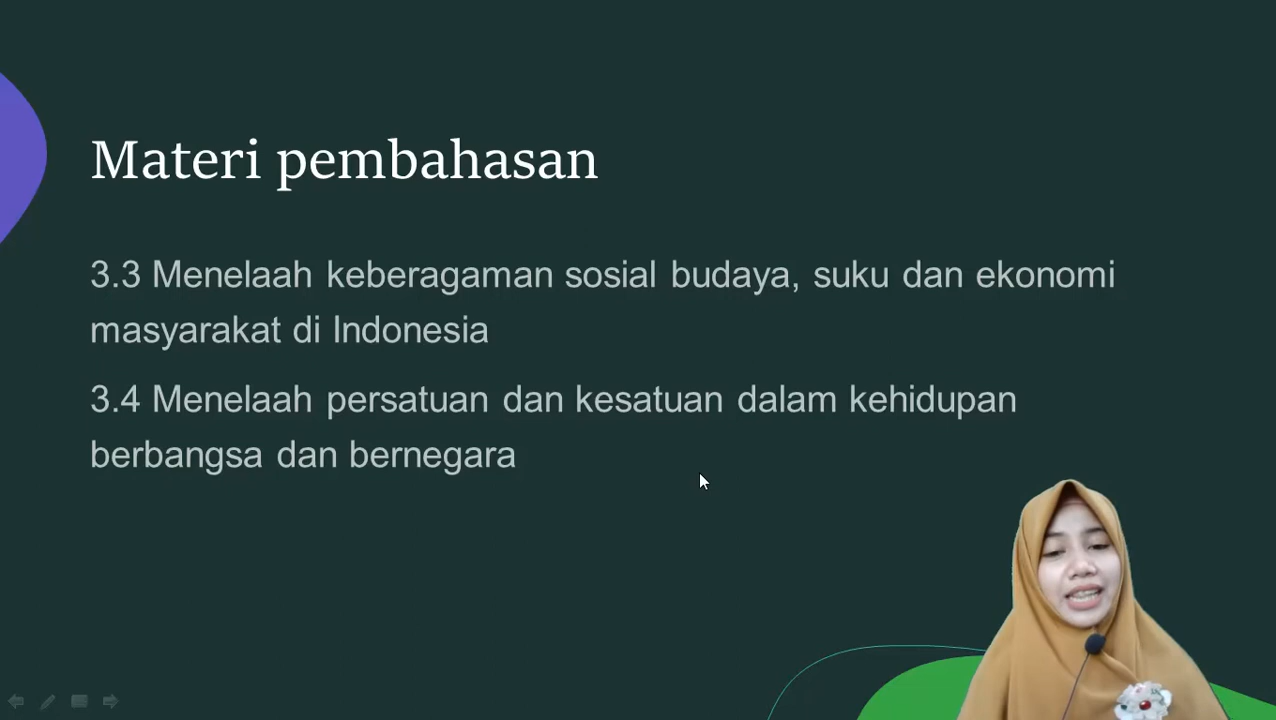 Materi pembahasan
3.3 Menelaah keberagaman sosial budaya, suku dan ekonomi
masyarakat di Indonesia
3.4 Menelaah persatuan dan kesatuan dalam kehidupan
berbangsa dan bernegara